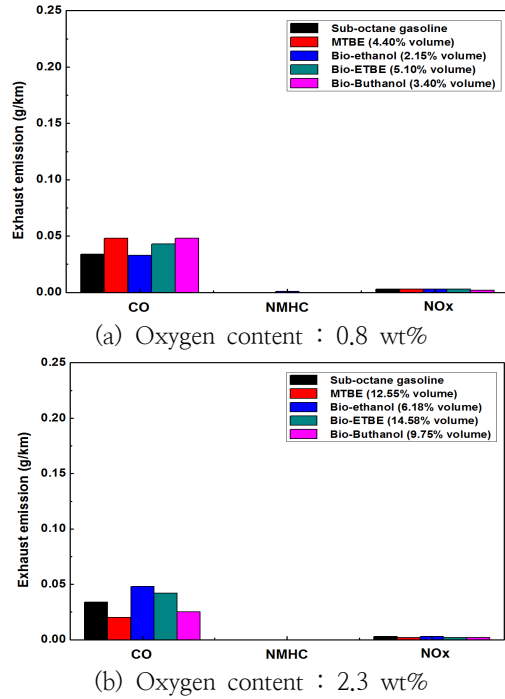 0.25
0.20
0.15
0.10
0.05
0.00
Exhaust emission (g/km)
Sub-octane gasoline
MTBE (4.40% volume)
Bio-ethanol (2.15% volume)
Bio-ETBE (5.10% volume)
Bio-Buthanol (3.40% volume)
CO NMHC NOx
(a) Oxygen content : 0.8 wt%
0.25
0.20
0.15
0.10
0.05
0.00
Exhaust emission (g/km)
Sub-octane gasoline
MTBE (12.55% volume)
Bio-ethanol (6.18% volume)
Bio-ETBE (14.58% volume)
Bio-Buthanol (9.75% volume)
CO NMHC NOx
(b) Oxygen content : 2.3 wt%